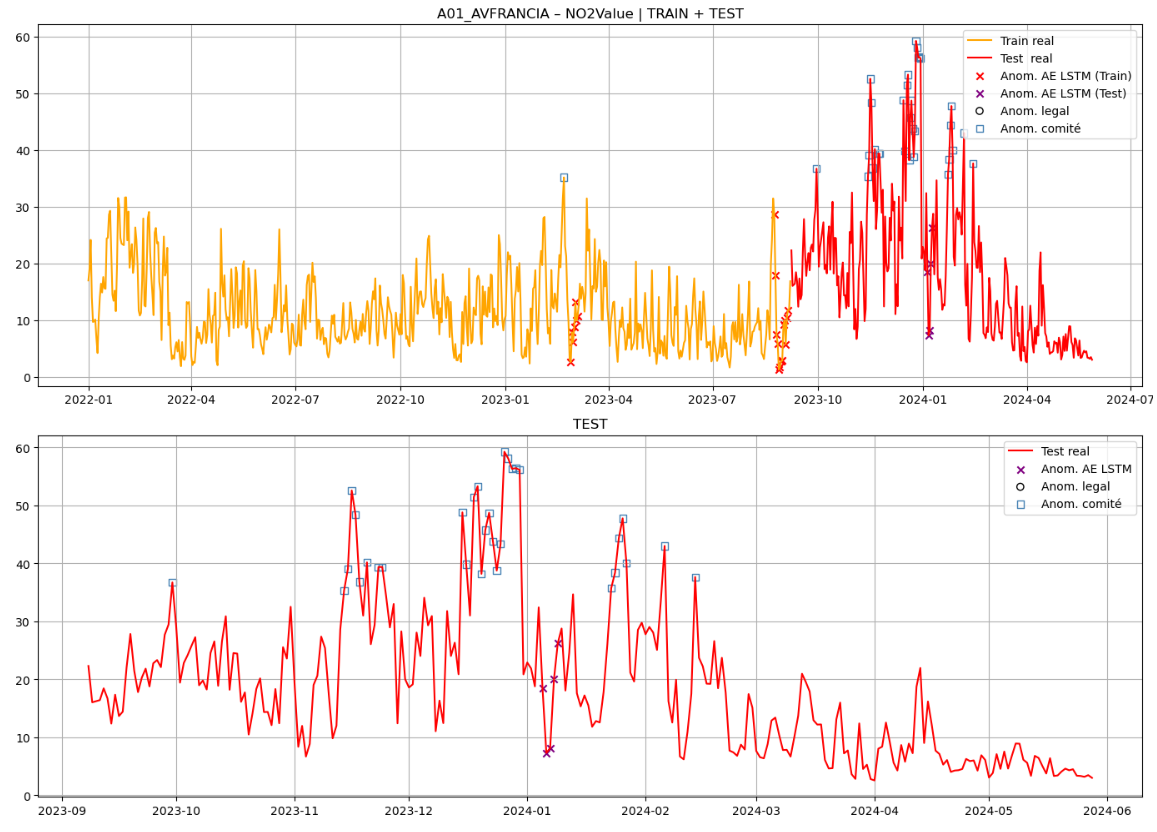 A01_AVFRANCIA – NO2Value | TRAIN + TEST
60
50
40
30
20
10
0
Train real
Test  real
Anom. AE LSTM (Train)
Anom. AE LSTM (Test)
Anom. legal
Anom. comité
2022-01 2022-04 2022-07 2022-10 2023-01 2023-04 2023-07 2023-10 2024-01 2024-04 2024-07
TEST
60
50
40
30
20
10
0
Test real
Anom. AE LSTM
Anom. legal
Anom. comité
2023-09 2023-10 2023-11 2023-12 2024-01 2024-02 2024-03 2024-04 2024-05 2024-06